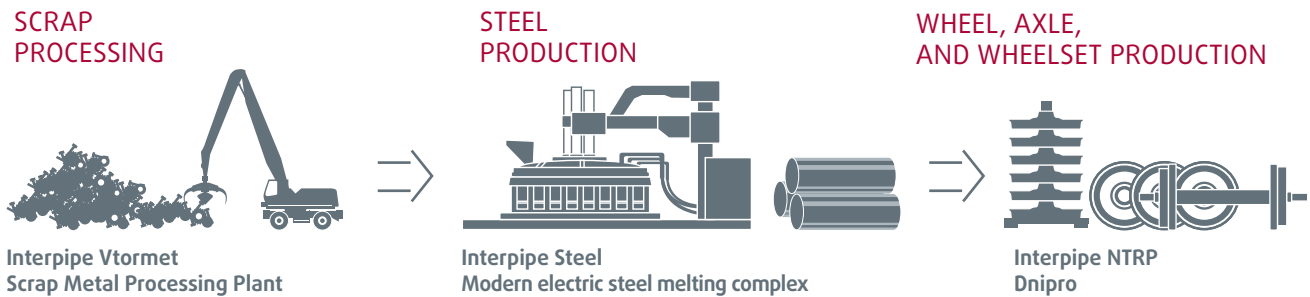 SCRAP
PROCESSING
STEEL
PRODUCTION
WHEEL, AXLE,
AND WHEELSET PRODUCTION
Interpipe Vtormet
Scrap Metal Processing Plant
Interpipe Steel
Modern electric steel melting complex
Interpipe NTRP
Dnipro